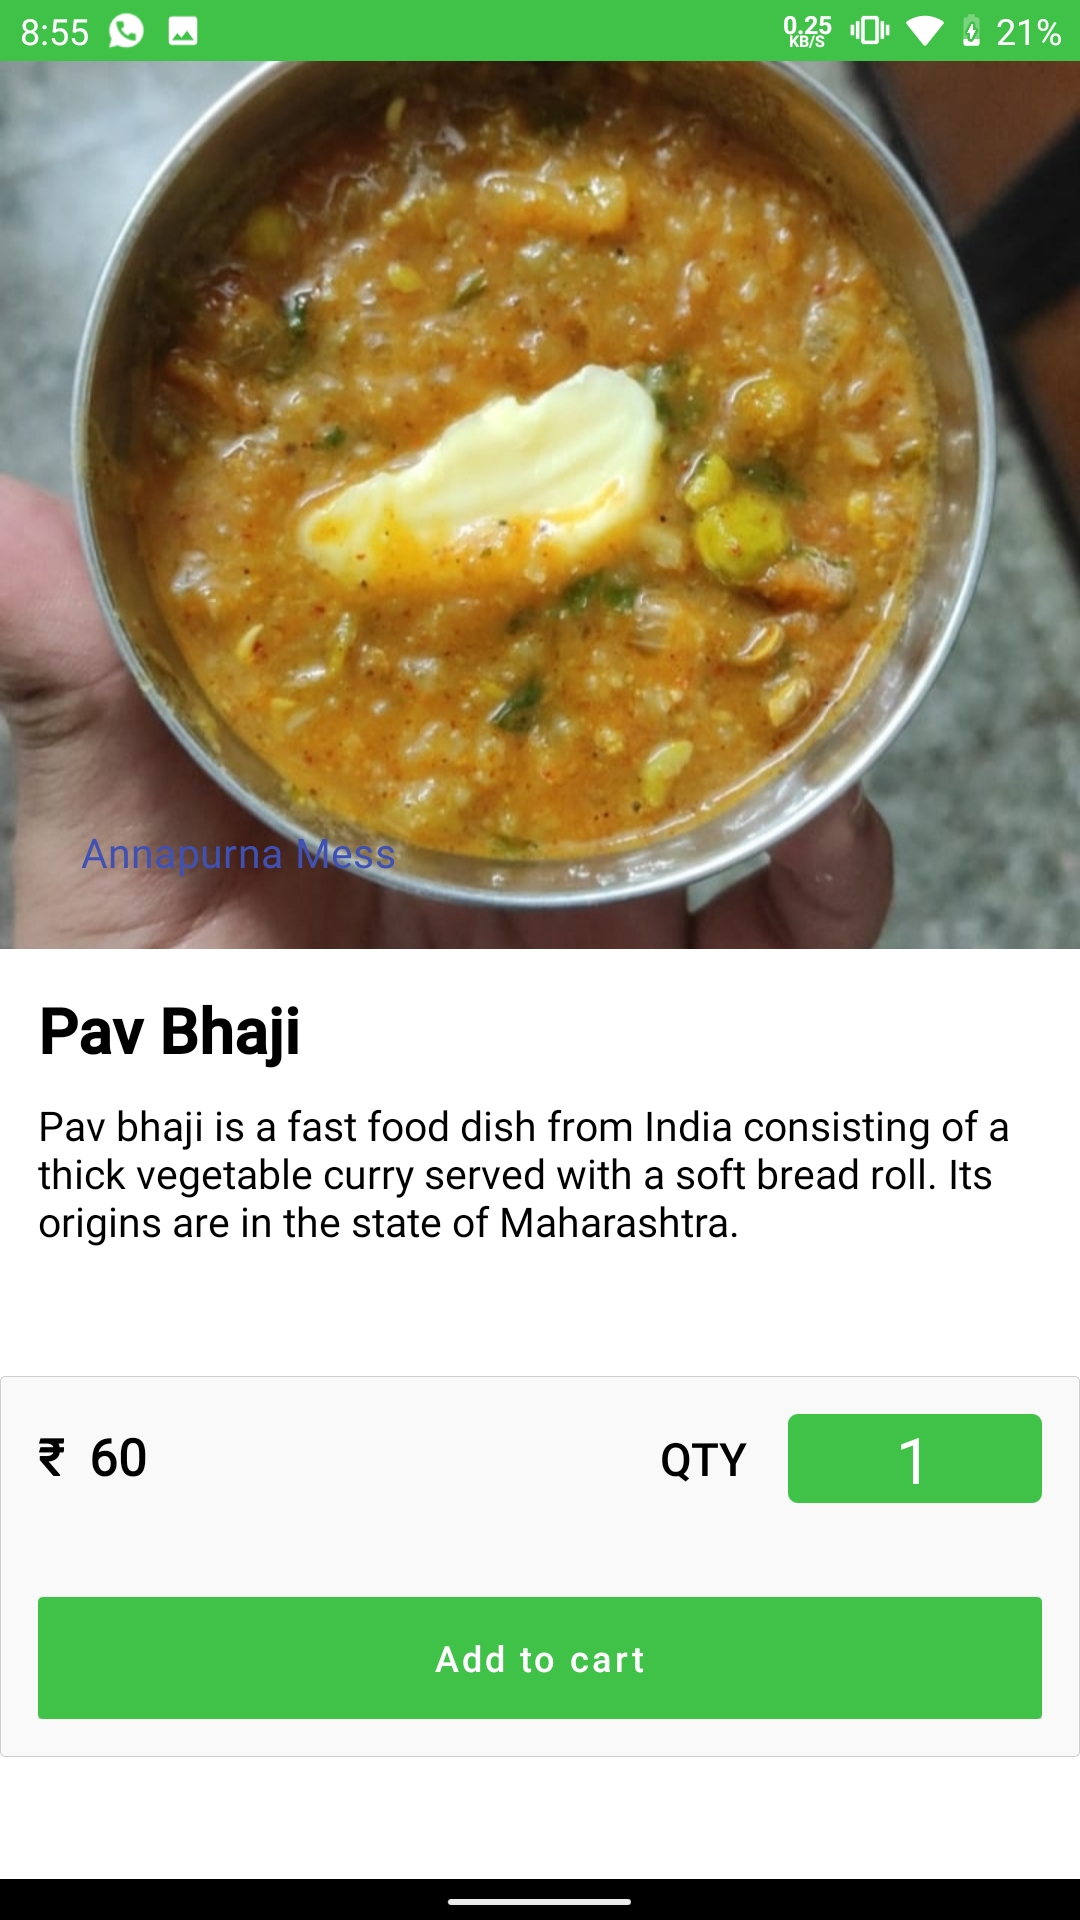 8:55 0.25 KB/S 21%
Annapurna Mess
Pav Bhaji
Pav bhaji is a fast food dish from India consisting of a
thick vegetable curry served with a soft bread roll. Its
origins are in the state of Maharashtra.
₹ 60 QTY 1
Add to cart